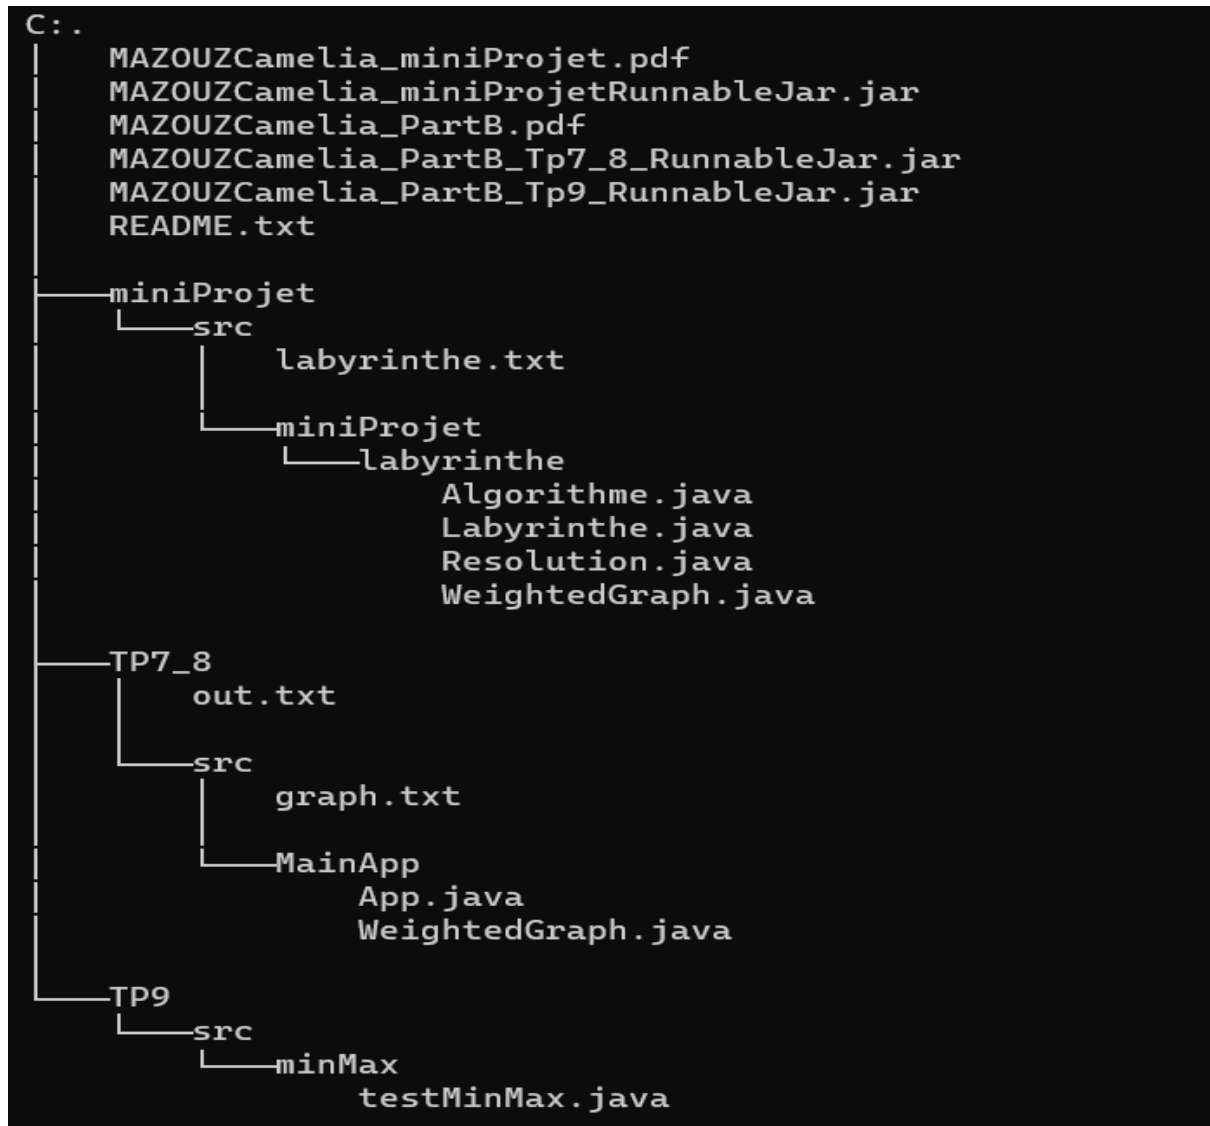 C:.
MAZOUZCamelia_miniProjet.pdf
MAZOUZCamelia_miniProjetRunnableJar.jar
MAZOUZCamelia_PartB.pdf
MAZOUZCamelia_PartB_Tp7_8_RunnableJar.jar
MAZOUZCamelia_PartB_Tp9_RunnableJar.jar
README.txt
miniProjet
src
labyrinthe.txt
miniProjet
labyrinthe
Algorithme.java
Labyrinthe.java
Resolution.java
WeightedGraph.java
TP7_8
out.txt
src
graph.txt
MainApp
App.java
WeightedGraph.java
TP9
src
minMax
testMinMax.java